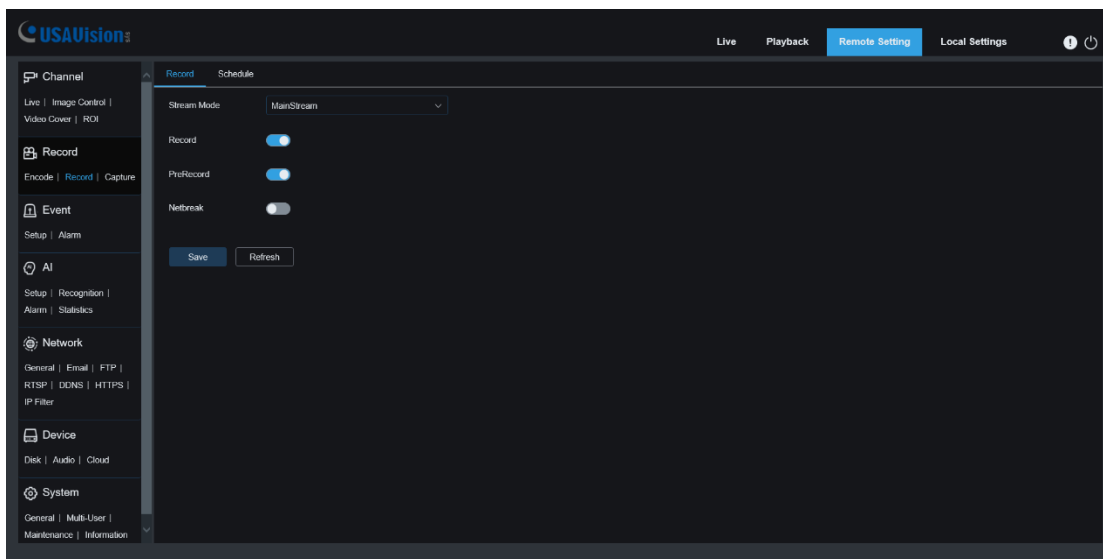 USAVision
Live Playback Remote Setting Local Settings
Channel
Live | Image Control |
Video Cover | ROI
Record
Encode | Record | Capture
Event
Setup | Alarm
AI
Setup | Recognition |
Alarm | Statistics
Network
General | Email | FTP |
RTSP | DDNS | HTTPS |
IP Filter
Device
Disk | Audio | Cloud
System
General | Multi-User |
Maintenance | Information
Record Schedule
Stream Mode MainStream
Record
PreRecord
Netbreak
Save Refresh